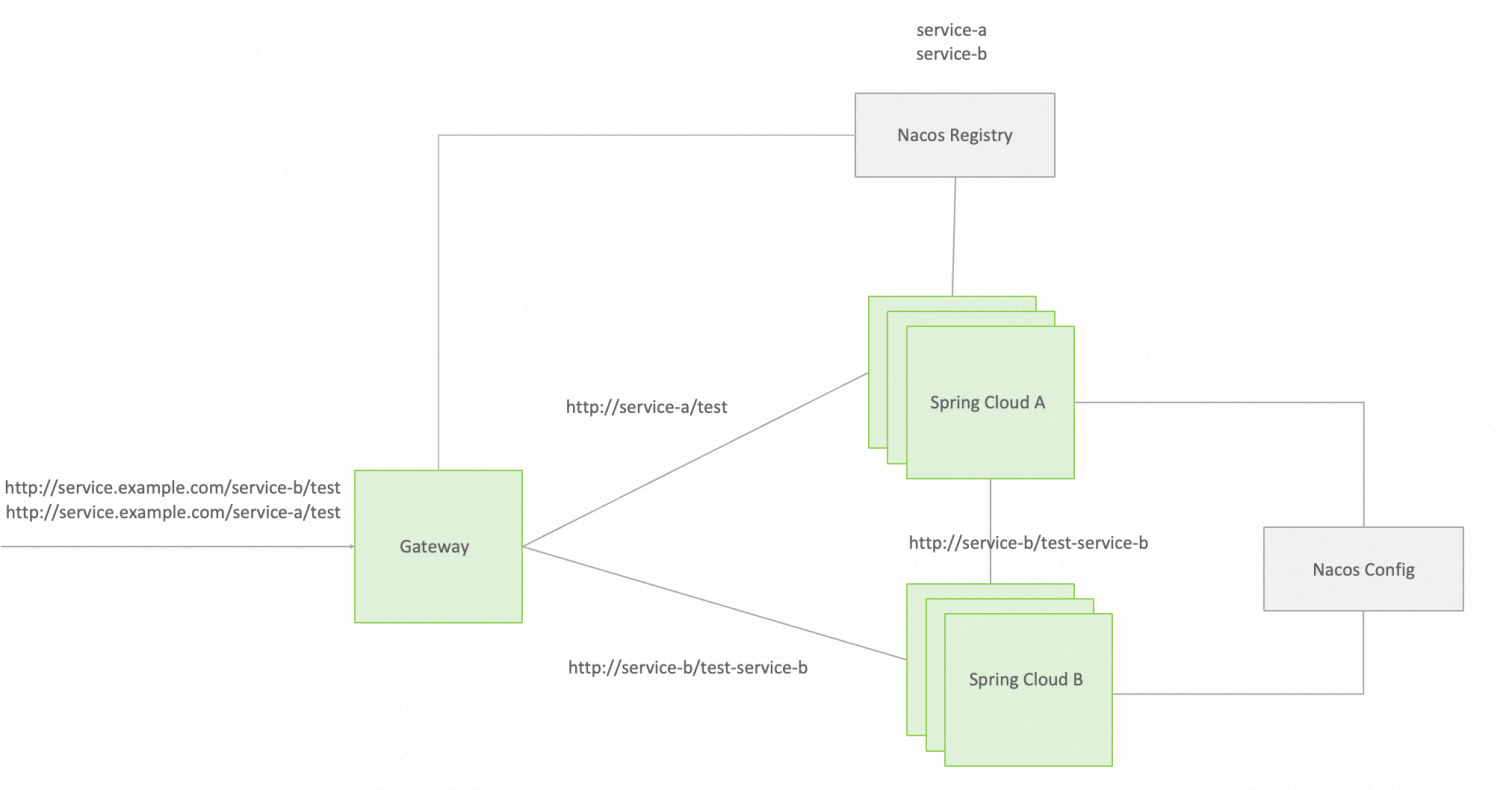 service-a
service-b
Nacos Registry
Spring Cloud A
http://service-a/test
http://service.example.com/service-b/test
http://service.example.com/service-a/test
Gateway
http://service-b/test-service-b
Nacos Config
http://service-b/test-service-b
Spring Cloud B